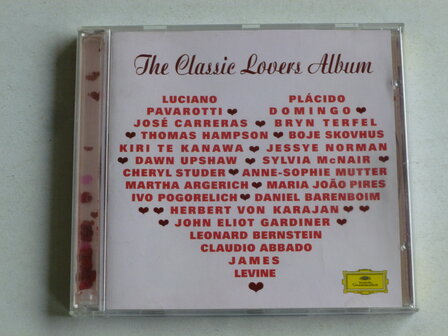 The Classic Lovers Album
LUCIANO PLÁCIDO
PAVAROTTI ❤ DOMINGO ❤
JOSÉ CARRERAS ❤ BRYN TERFEL
❤ THOMAS HAMPSON ❤ BOJE SKOVHUS
KIRI TE KANAWA ❤ JESSYE NORMAN
❤ DAWN UPSHAW ❤ SYLVIA McNAIR ❤
CHERYL STUDER ❤ ANNE-SOPHIE MUTTER
MARTHA ARGERICH ❤ MARIA JOÃO PIRES
IVO POGORELICH ❤ DANIEL BARENBOIM
❤ HERBERT VON KARAJAN ❤
❤ JOHN ELIOT GARDINER ❤
LEONARD BERNSTEIN
CLAUDIO ABBADO
JAMES
LEVINE
❤